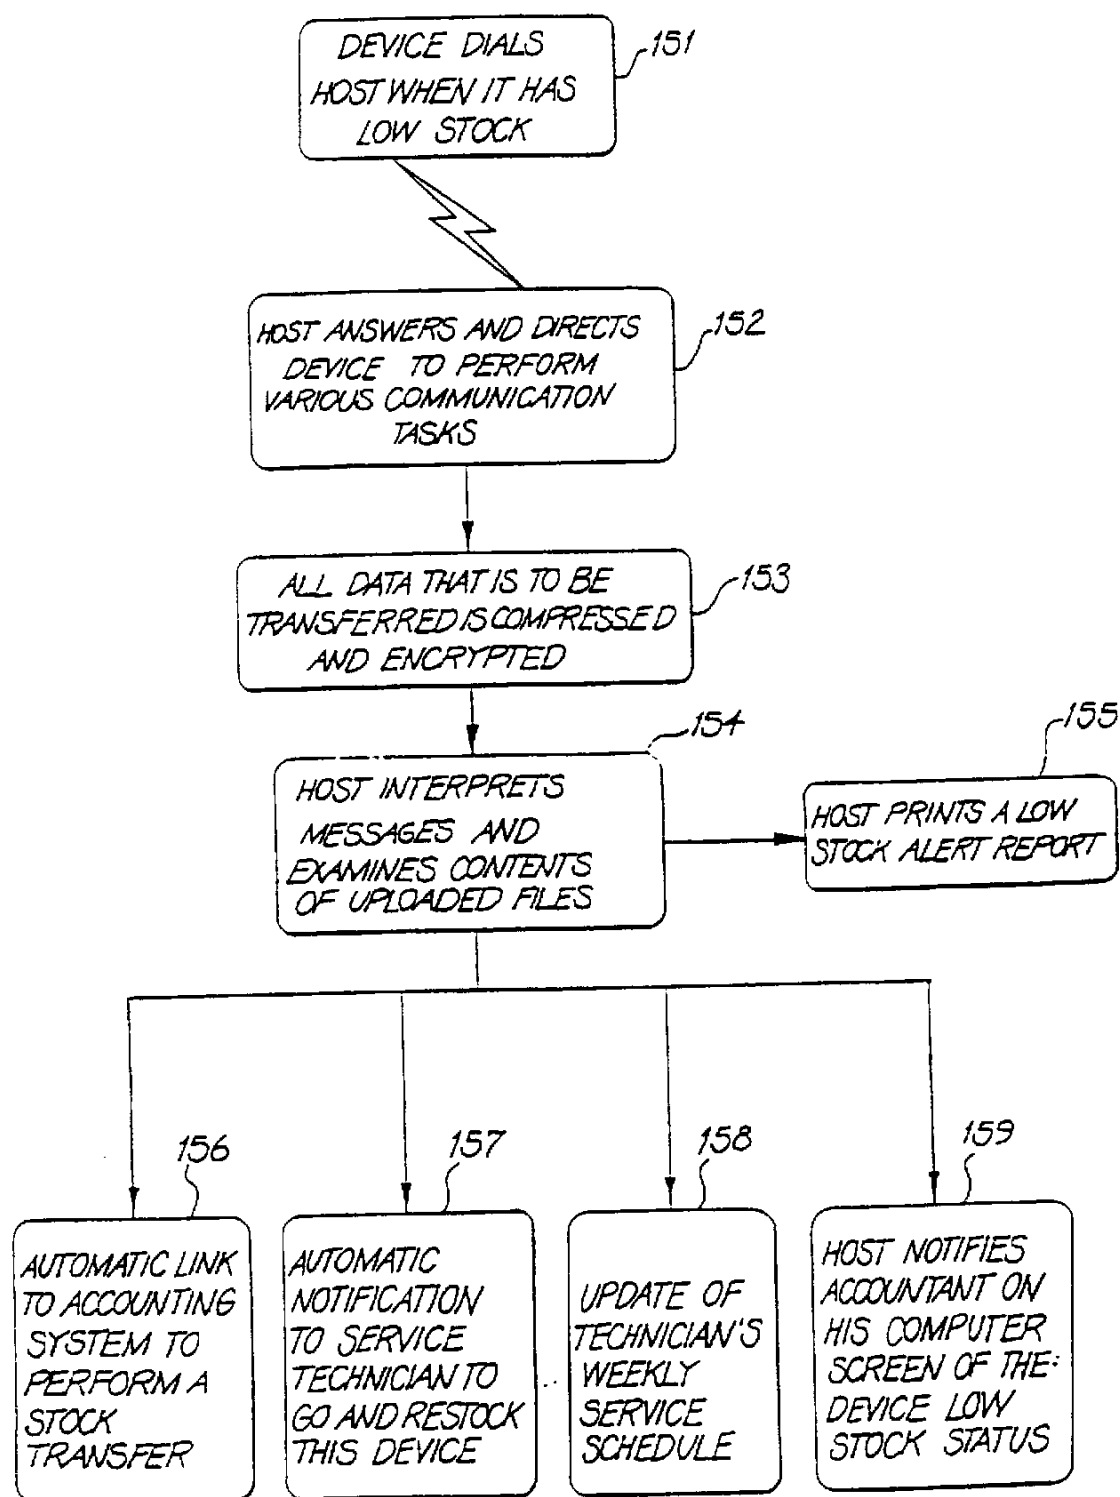 DEVICE DIALS
HOST WHEN IT HAS
LOW STOCK
151
HOST ANSWERS AND DIRECTS
DEVICE TO PERFORM
VARIOUS COMMUNICATION
TASKS
152
ALL DATA THAT IS TO BE
TRANSFERRED IS COMPRESSED
AND ENCRYPTED
153
HOST INTERPRETS
MESSAGES AND
EXAMINES CONTENTS
OF UPLOADED FILES
154
HOST PRINTS A LOW
STOCK ALERT REPORT
155
AUTOMATIC LINK
TO ACCOUNTING
SYSTEM TO
PERFORM A
STOCK
TRANSFER
156
AUTOMATIC
NOTIFICATION
TO SERVICE
TECHNICIAN TO
GO AND RESTOCK
THIS DEVICE
157
UPDATE OF
TECHNICIAN'S
WEEKLY
SERVICE
SCHEDULE
158
HOST NOTIFIES
ACCOUNTANT ON
HIS COMPUTER
SCREEN OF THE:
DEVICE LOW
STOCK STATUS
159